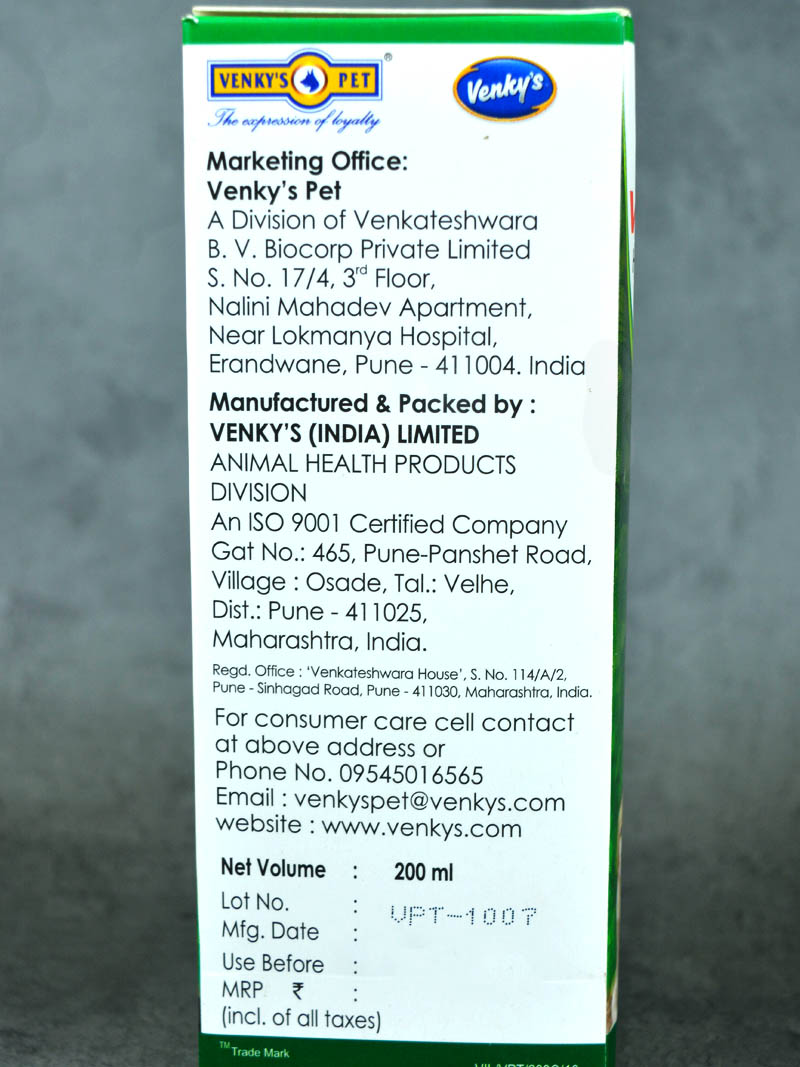 VENKY'S PET ®
The expression of loyalty
Venky's
Marketing Office:
Venky's Pet
A Division of Venkateshwara
B. V. Biocorp Private Limited
S. No. 17/4, 3rd Floor,
Nalini Mahadev Apartment,
Near Lokmanya Hospital,
Erandwane, Pune - 411004. India
Manufactured & Packed by :
VENKY'S (INDIA) LIMITED
ANIMAL HEALTH PRODUCTS
DIVISION
An ISO 9001 Certified Company
Gat No.: 465, Pune-Panshet Road,
Village : Osade, Tal.: Velhe,
Dist.: Pune - 411025,
Maharashtra, India.
Regd. Office : 'Venkateshwara House', S. No. 114/A/2,
Pune - Sinhagad Road, Pune - 411030, Maharashtra, India.
For consumer care cell contact
at above address or
Phone No. 09545016565
Email : venkyspet@venkys.com
website : www.venkys.com
Net Volume : 200 ml
Lot No. : VPT-1007
Mfg. Date :
Use Before :
MRP ₹ :
(incl. of all taxes)
TM Trade Mark